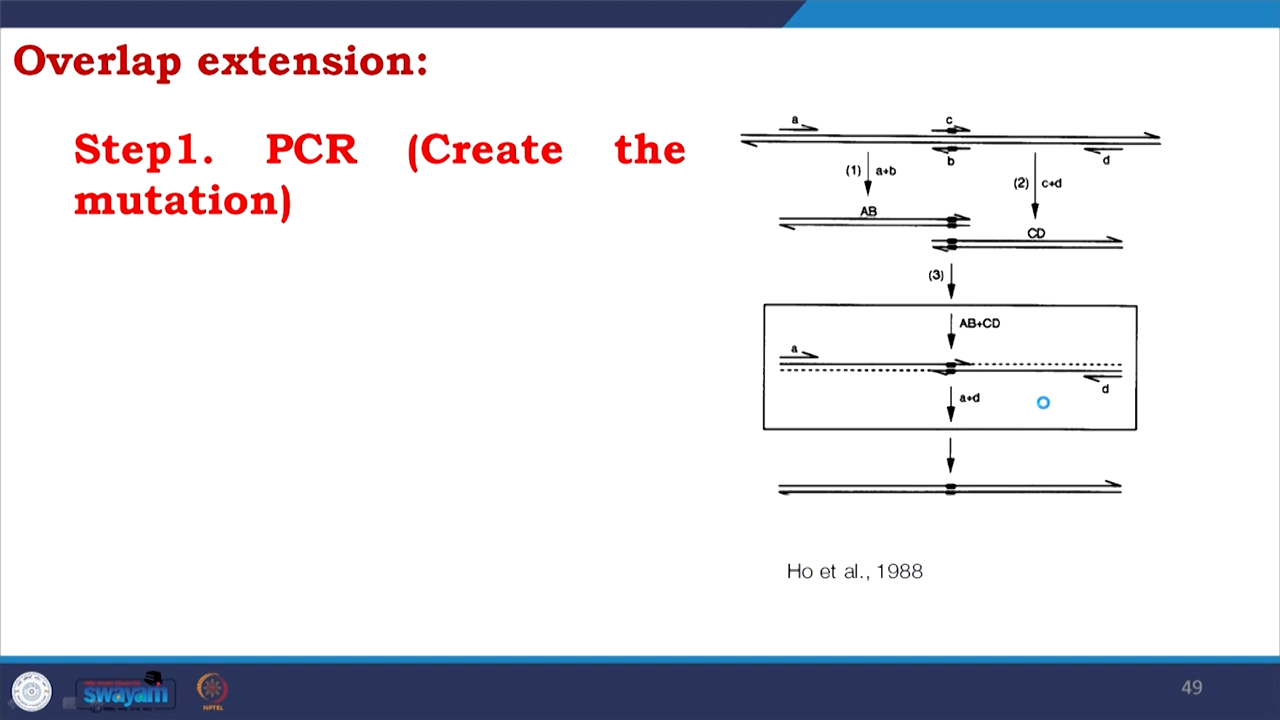 Overlap extension:
Step1. PCR (Create the
mutation)
a
c
b
d
(1) a+b
(2) c+d
AB
CD
(3)
AB+CD
a
d
a+d
Ho et al., 1988
swayam
NPTEL
49